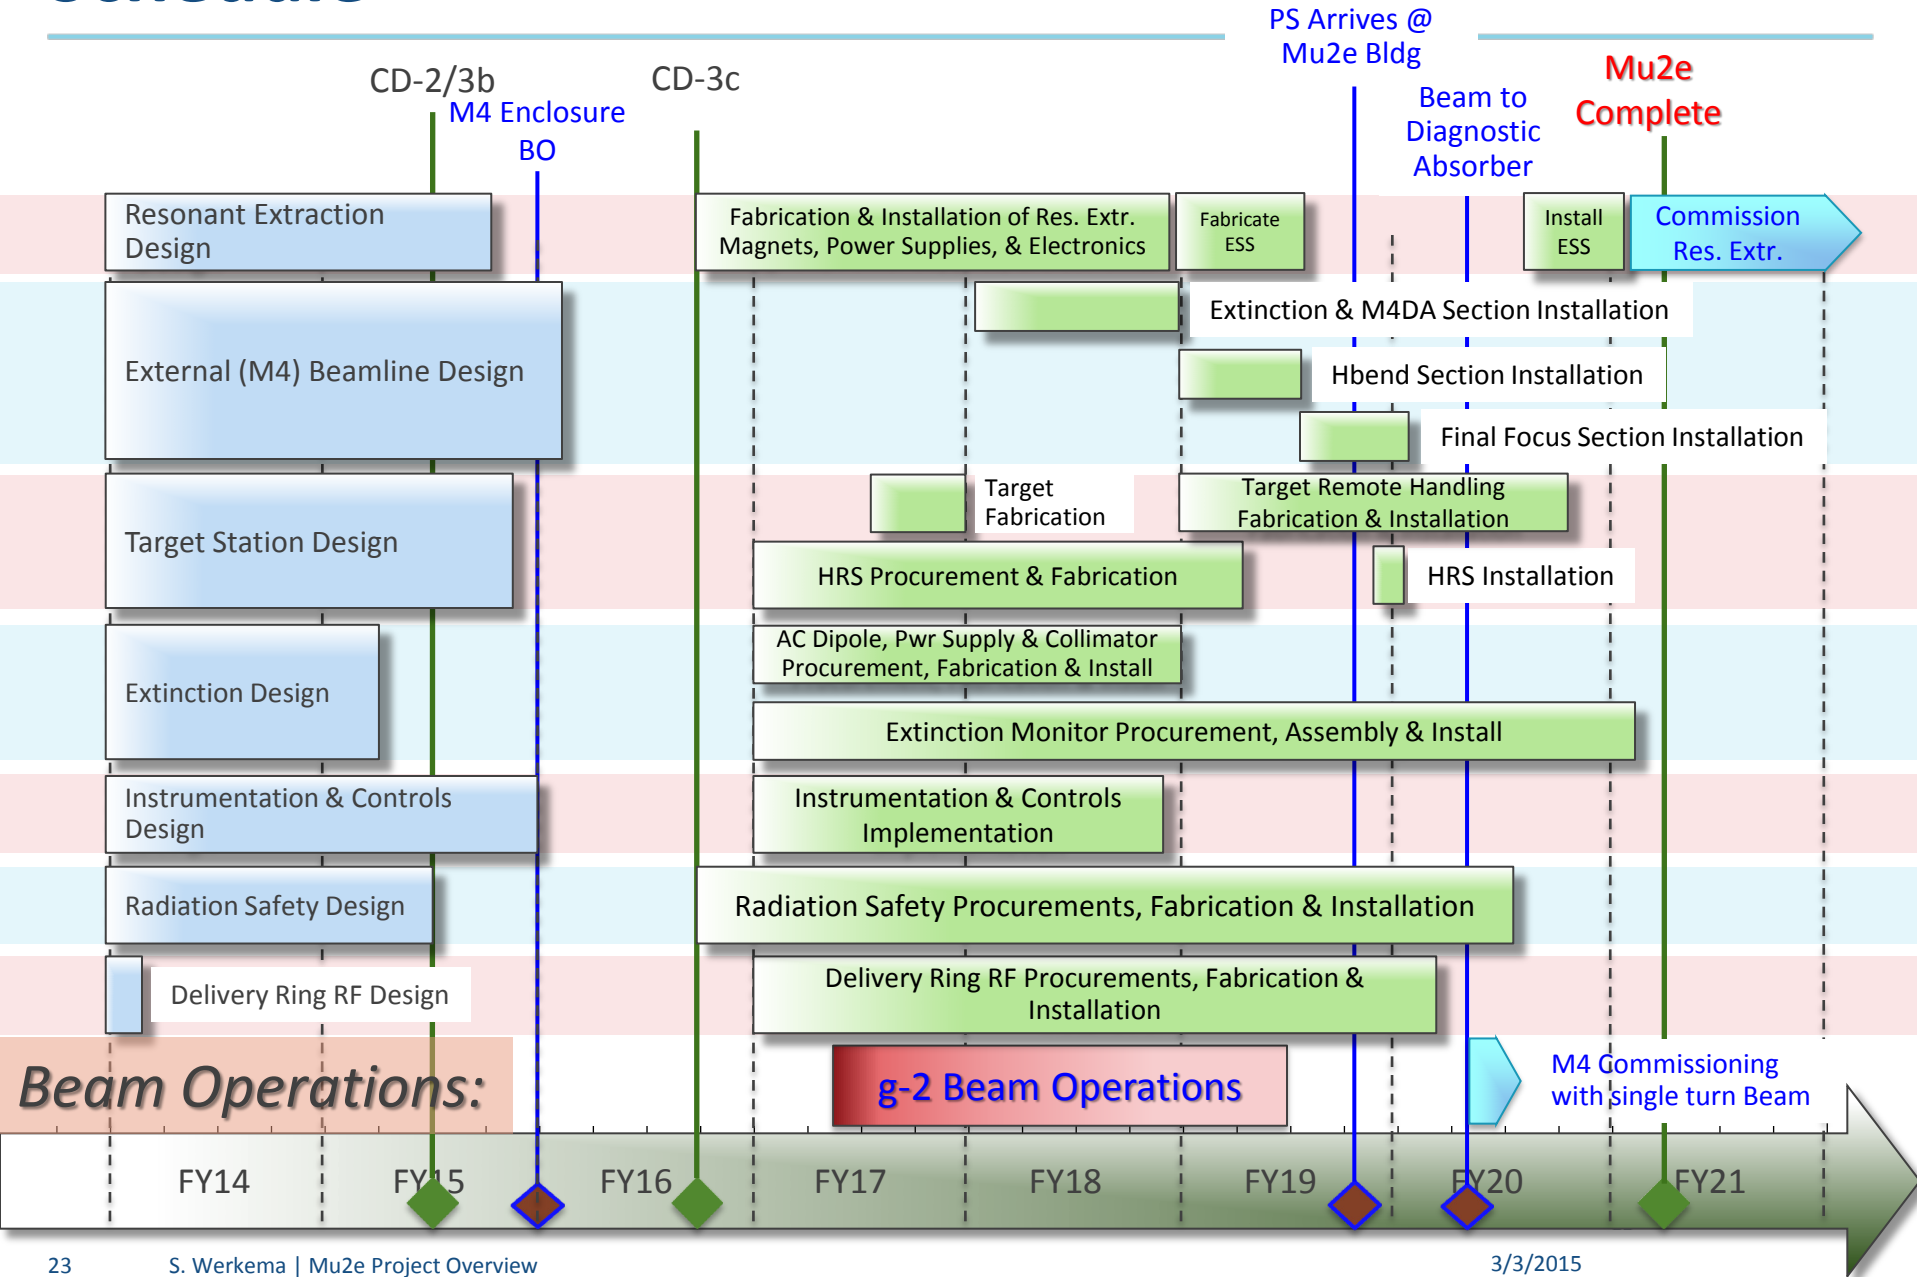 Schedule
PS Arrives @
Mu2e Bldg
CD-2/3b
CD-3c
Mu2e
Complete
M4 Enclosure
BO
Beam to
Diagnostic
Absorber
Resonant Extraction
Design
Fabrication & Installation of Res. Extr.
Magnets, Power Supplies, & Electronics
Fabricate
ESS
Install
ESS
Commission
Res. Extr.
Extinction & M4DA Section Installation
External (M4) Beamline Design
Hbend Section Installation
Final Focus Section Installation
Target Station Design
Target
Fabrication
Target Remote Handling
Fabrication & Installation
HRS Procurement & Fabrication
HRS Installation
Extinction Design
AC Dipole, Pwr Supply & Collimator
Procurement, Fabrication & Install
Extinction Monitor Procurement, Assembly & Install
Instrumentation & Controls
Design
Instrumentation & Controls
Implementation
Radiation Safety Design
Radiation Safety Procurements, Fabrication & Installation
Delivery Ring RF Design
Delivery Ring RF Procurements, Fabrication &
Installation
Beam Operations:
g-2 Beam Operations
M4 Commissioning
with single turn Beam
FY14 FY15 FY16 FY17 FY18 FY19 FY20 FY21
23 S. Werkema | Mu2e Project Overview 3/3/2015